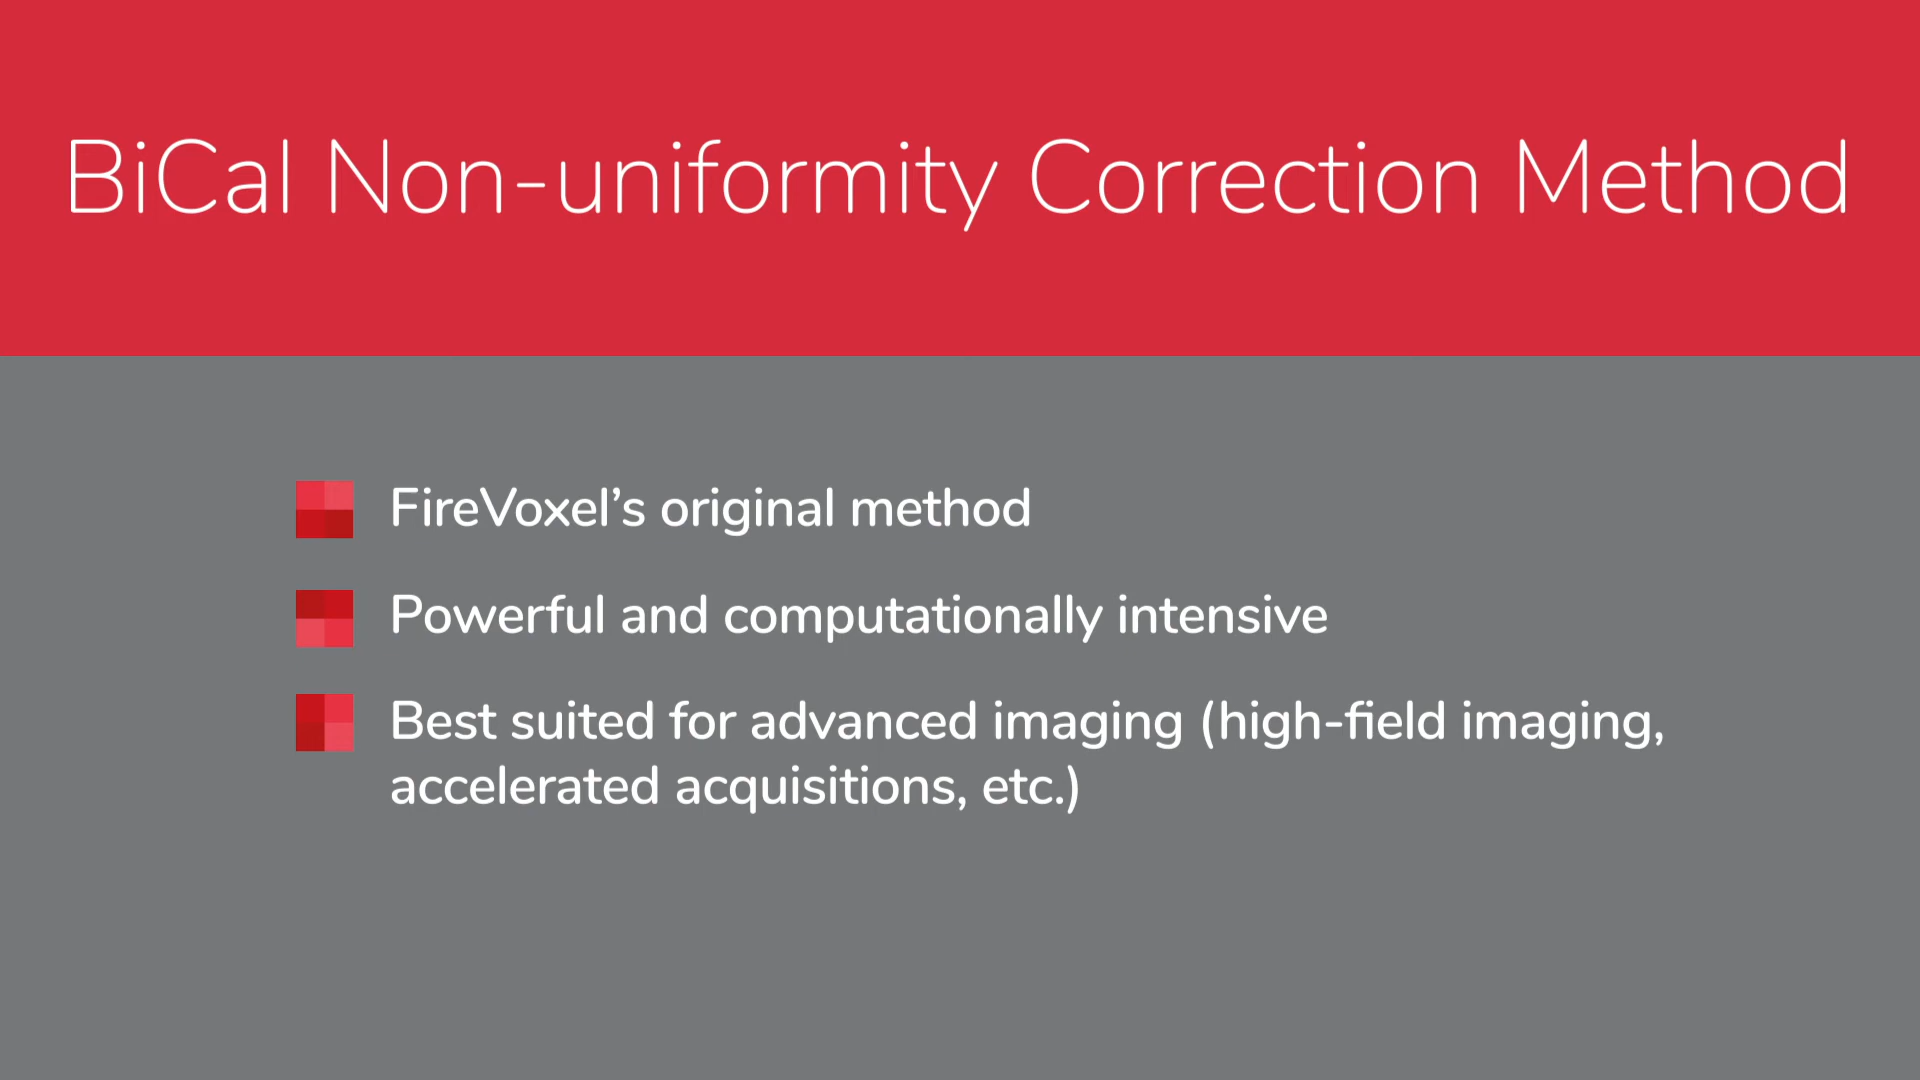 BiCal Non-uniformity Correction Method
FireVoxel’s original method
Powerful and computationally intensive
Best suited for advanced imaging (high-field imaging,
accelerated acquisitions, etc.)